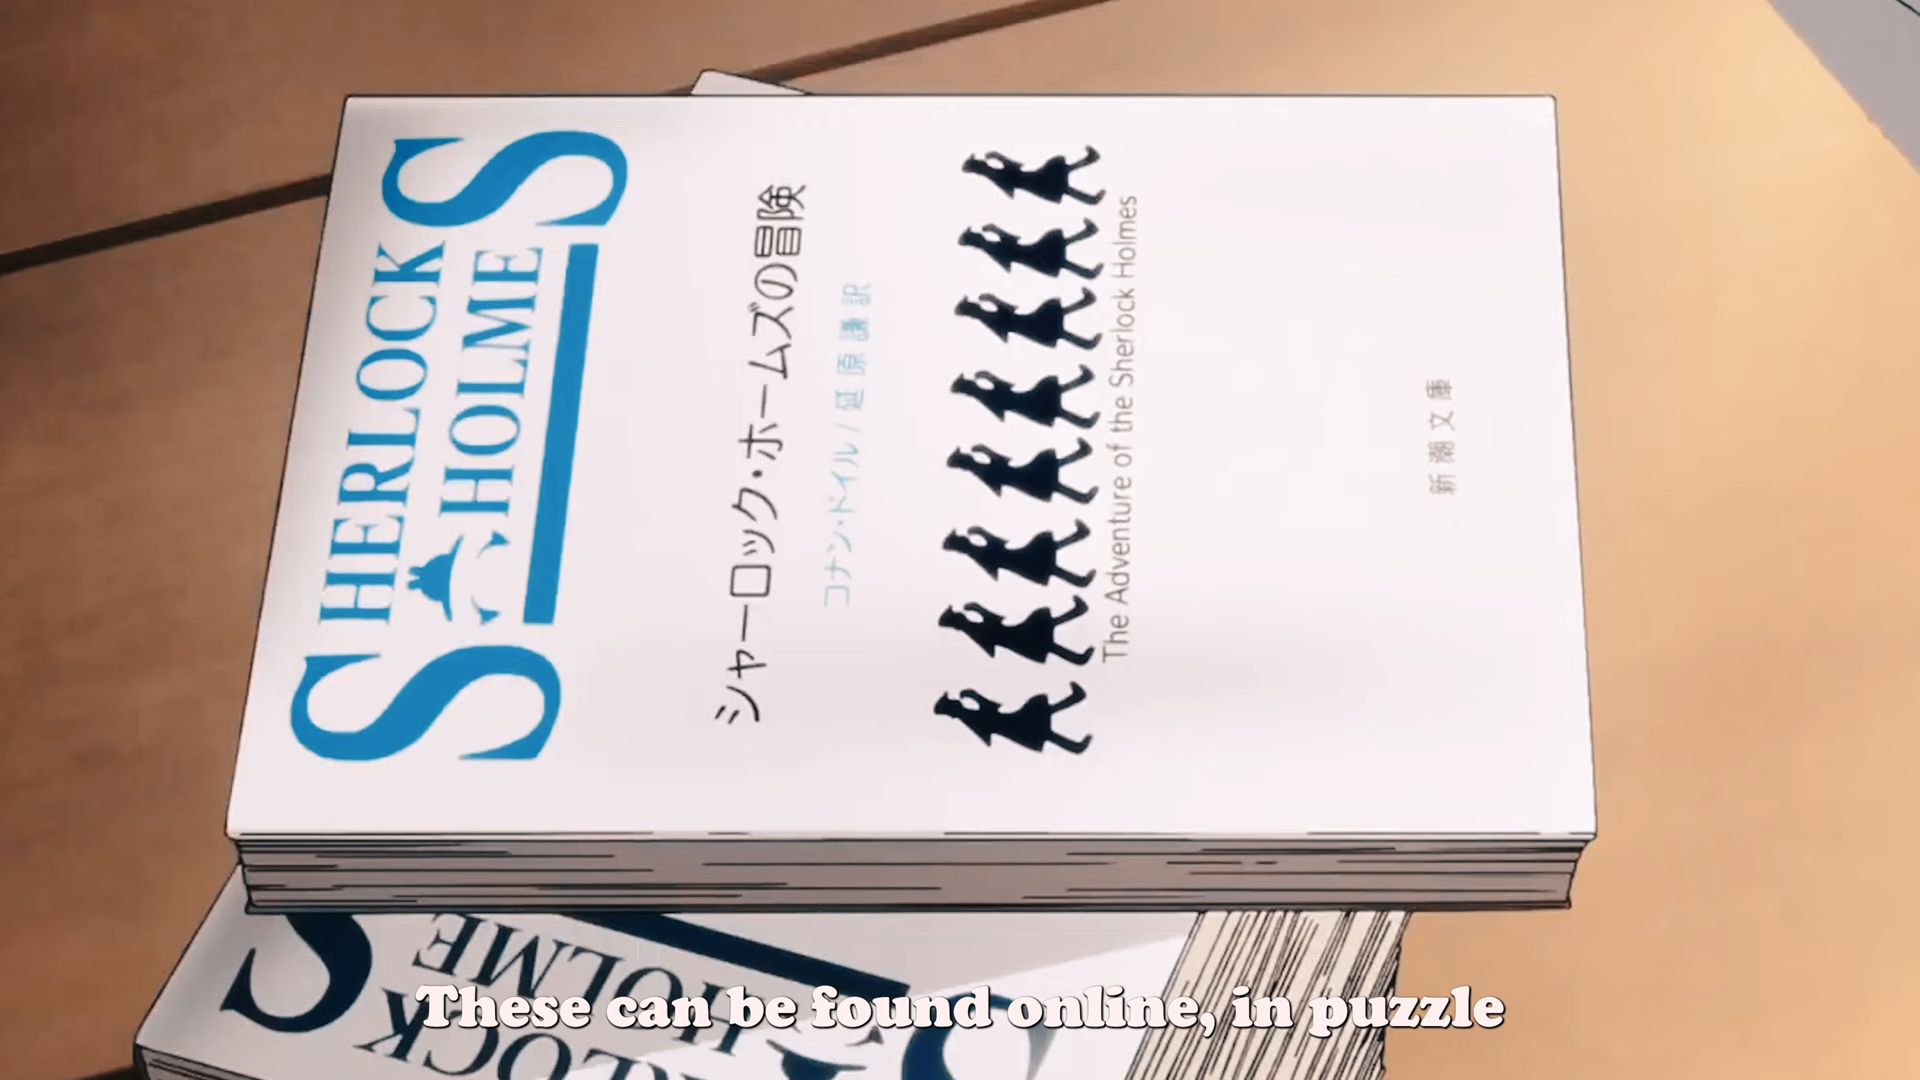 SHERLOCK
HOLMES
シャーロック・ホームズの冒険
コナン・ドイル/延原謙訳
The Adventure of the Sherlock Holmes
新潮文庫
S
HOLME
RLOCK
S
These can be found online, in puzzle